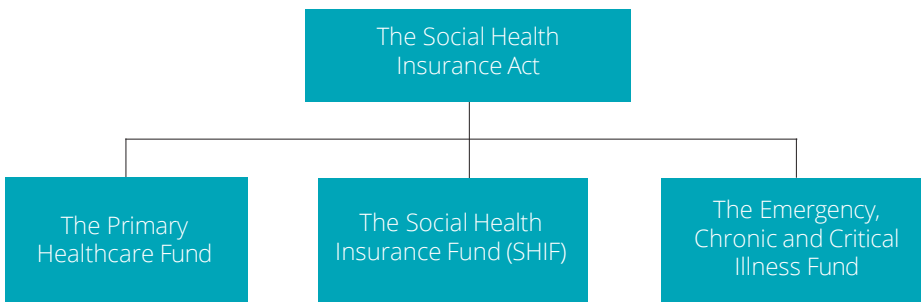 The Social Health
Insurance Act
The Primary
Healthcare Fund
The Social Health
Insurance Fund (SHIF)
The Emergency,
Chronic and Critical
Illness Fund